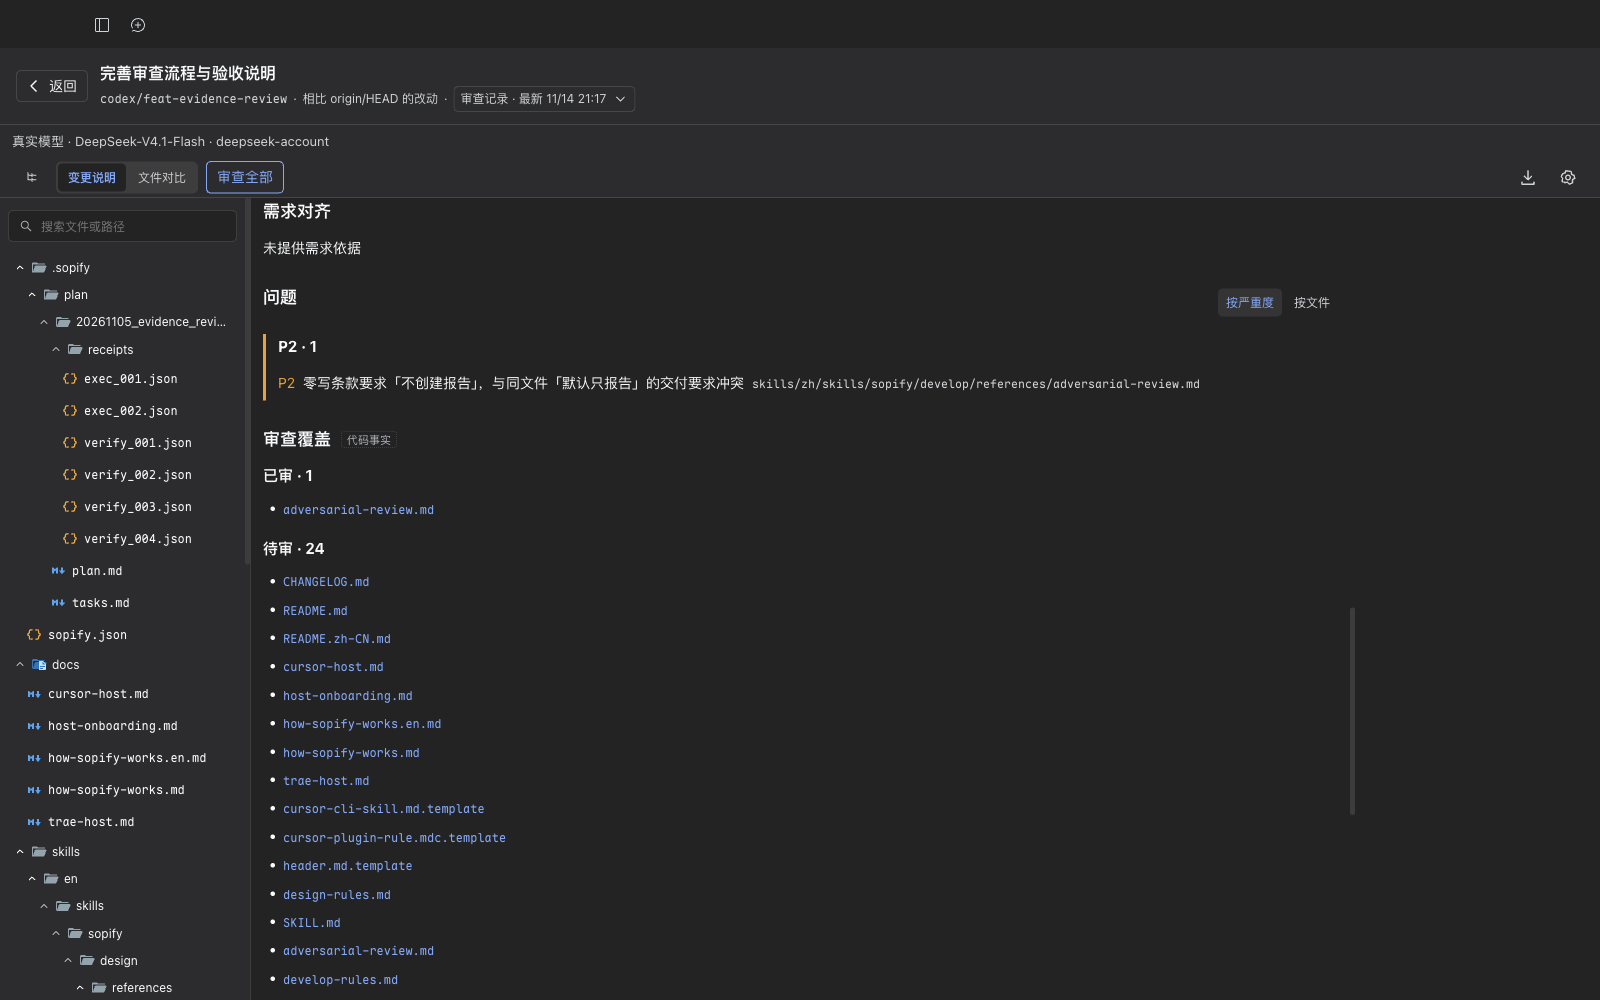 返回
完善审查流程与验收说明
codex/feat-evidence-review · 相比 origin/HEAD 的改动 · 审查记录 · 最新 11/14 21:17
真实模型 · DeepSeek-V4.1-Flash · deepseek-account
变更说明 文件对比 审查全部
搜索文件或路径
.sopify
plan
20261105_evidence_revi...
receipts
exec_001.json
exec_002.json
verify_001.json
verify_002.json
verify_003.json
verify_004.json
plan.md
tasks.md
sopify.json
docs
cursor-host.md
host-onboarding.md
how-sopify-works.en.md
how-sopify-works.md
trae-host.md
skills
en
skills
sopify
design
references
需求对齐
未提供需求依据
问题 按严重度 按文件
P2 · 1
P2 零写条款要求「不创建报告」，与同文件「默认只报告」的交付要求冲突 skills/zh/skills/sopify/develop/references/adversarial-review.md
审查覆盖 代码事实
已审 · 1
adversarial-review.md
待审 · 24
CHANGELOG.md
README.md
README.zh-CN.md
cursor-host.md
host-onboarding.md
how-sopify-works.en.md
how-sopify-works.md
trae-host.md
cursor-cli-skill.md.template
cursor-plugin-rule.mdc.template
header.md.template
design-rules.md
SKILL.md
adversarial-review.md
develop-rules.md